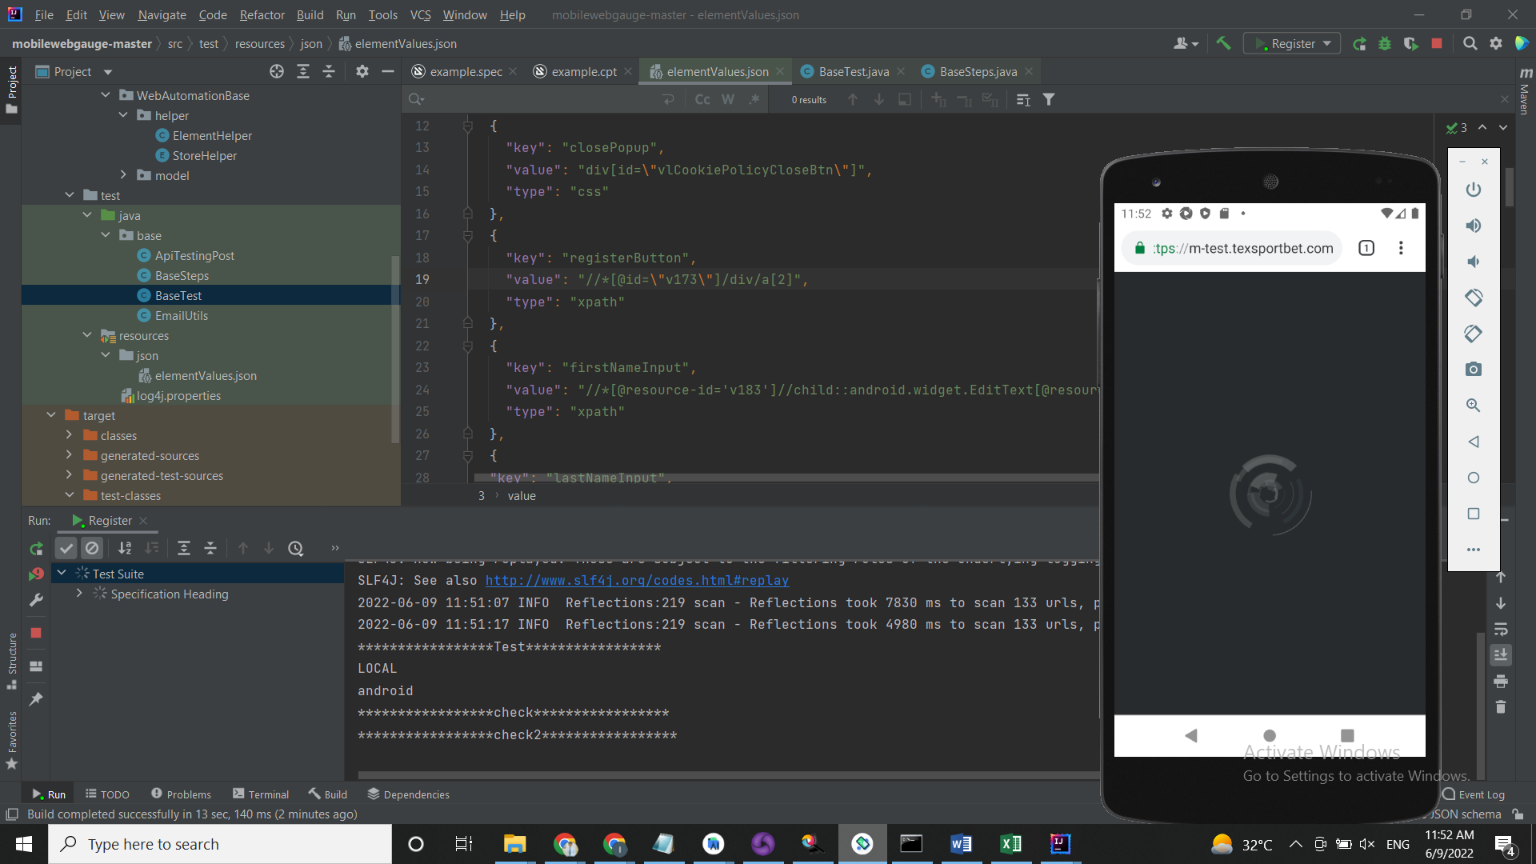 File Edit View Navigate Code Refactor Build Run Tools VCS Window Help mobilewebgauge-master - elementValues.json
mobilewebgauge-master src test resources json elementValues.json
Register
Project
example.spec example.cpt elementValues.json BaseTest.java BaseSteps.java
Project
Maven
WebAutomationBase
helper
ElementHelper
StoreHelper
model
test
java
base
ApiTestingPost
BaseSteps
BaseTest
EmailUtils
resources
json
elementValues.json
log4j.properties
target
classes
generated-sources
generated-test-sources
test-classes
Cc W .* 0 results
3
12 {
13 "key": "closePopup",
14 "value": "div[id=\"vlCookiePolicyCloseBtn\"]",
15 "type": "css"
16 },
17 {
18 "key": "registerButton",
19 "value": "//*[@id=\"v173\"]/div/a[2]",
20 "type": "xpath"
21 },
22 {
23 "key": "firstNameInput",
24 "value": "//*[@resource-id='v183']//child::android.widget.EditText[@resour
25 "type": "xpath"
26 },
27 {
28 "key": "lastNameInput",
3 › value
11:52
:tps://m-test.texsportbet.com 1
Run: Register
Test Suite
Specification Heading
SLF4J: See also http://www.slf4j.org/codes.html#replay
2022-06-09 11:51:07 INFO Reflections:219 scan - Reflections took 7830 ms to scan 133 urls, p
2022-06-09 11:51:17 INFO Reflections:219 scan - Reflections took 4980 ms to scan 133 urls, p
*****************Test*****************
LOCAL
android
*****************check*****************
*****************check2*****************
Structure
Favorites
Activate Windows
Go to Settings to activate Windows.
Run TODO Problems Terminal Build Dependencies Event Log
Build completed successfully in 13 sec, 140 ms (2 minutes ago) JSON schema
Type here to search
32°C ENG
11:52 AM
6/9/2022
4